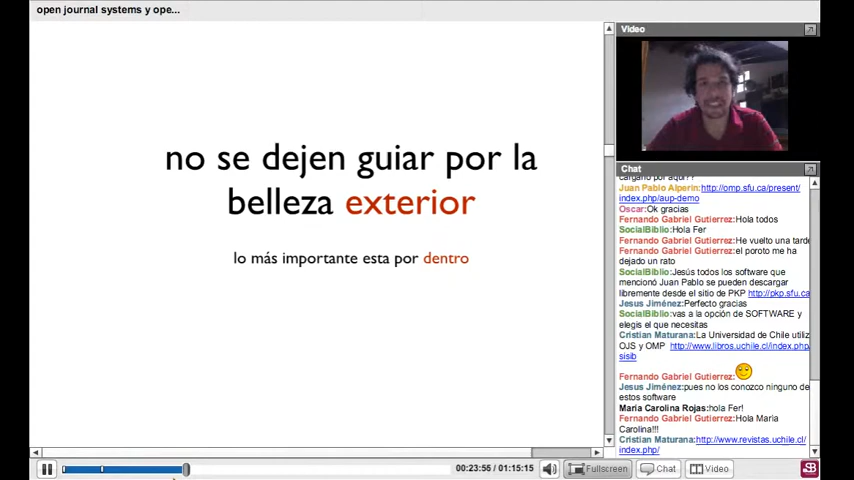 open journal systems y ope...
no se dejen guiar por la
belleza exterior
lo más importante esta por dentro
Video
Chat
cargarlo por aquí??
Juan Pablo Alperin:http://omp.sfu.ca/present/
index.php/aup-demo
Oscar:Ok gracias
Fernando Gabriel Gutierrez:Hola todos
SocialBiblio:Hola Fer
Fernando Gabriel Gutierrez:He vuelto una tarde
Fernando Gabriel Gutierrez:el poroto me ha
dejado un rato
SocialBiblio:Jesús todos los software que
mencionó Juan Pablo se pueden descargar
libremente desde el sitio de PKP http://pkp.sfu.ca
Jesus Jiménez:Perfecto gracias
SocialBiblio:vas a la opción de SOFTWARE y
elegis el que necesitas
Cristian Maturana:La Universidad de Chile utiliz
OJS y OMP http://www.libros.uchile.cl/index.php/
sisib
Fernando Gabriel Gutierrez:
Jesus Jiménez:pues no los conozco ninguno de
estos software
María Carolina Rojas:hola Fer!
Fernando Gabriel Gutierrez:Hola Maria
Carolina!!!
Cristian Maturana:http://www.revistas.uchile.cl/
index.php/
00:23:56 / 01:15:15
Fullscreen
Chat
Video
SB